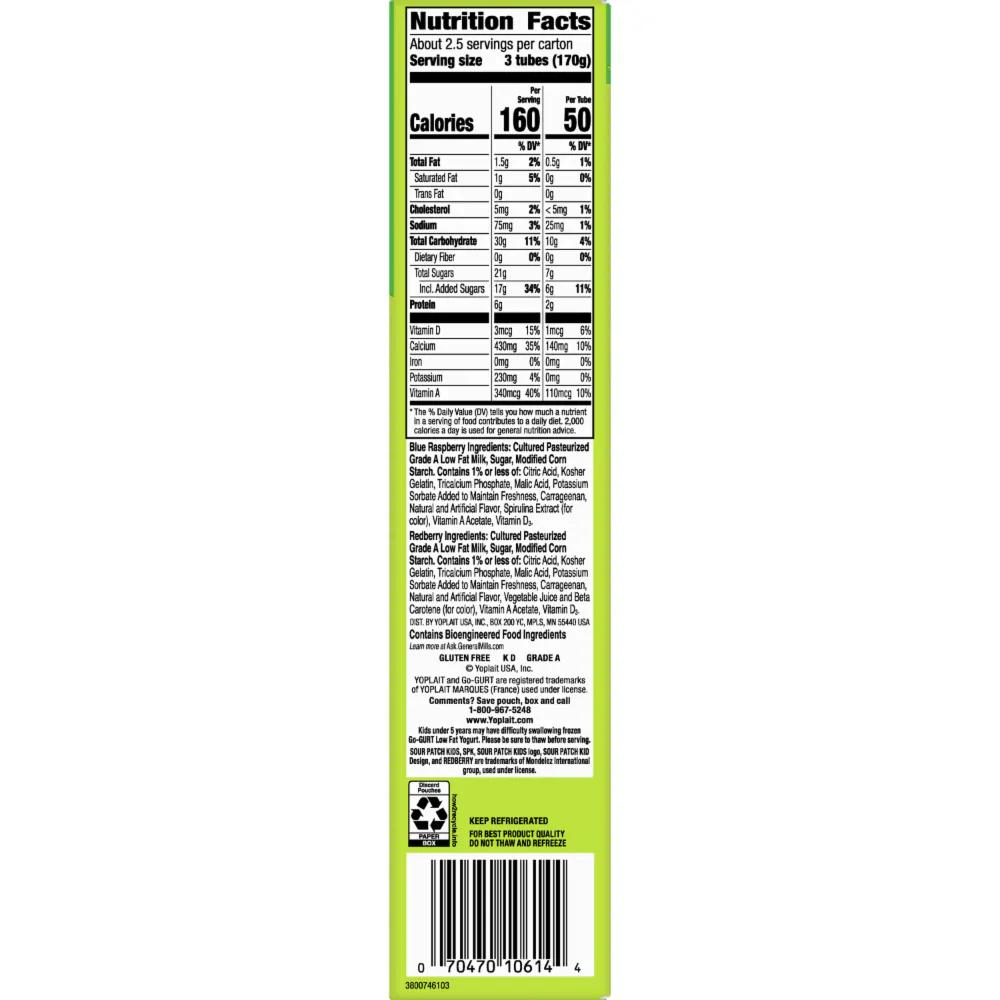 Nutrition Facts
About 2.5 servings per carton
Serving size 3 tubes (170g)
Per Serving Per Tube
Calories 160 50
% DV* % DV*
Total Fat 1.5g 2% 0.5g 1%
Saturated Fat 1g 5% 0g 0%
Trans Fat 0g 0g
Cholesterol 5mg 2% <5mg 1%
Sodium 75mg 3% 25mg 1%
Total Carbohydrate 30g 11% 10g 4%
Dietary Fiber 0g 0% 0g 0%
Total Sugars 21g 7g
Incl. Added Sugars 17g 34% 6g 11%
Protein 6g 2g
Vitamin D 3mcg 15% 1mcg 6%
Calcium 430mg 35% 140mg 10%
Iron 0mg 0% 0mg 0%
Potassium 230mg 4% 0mg 0%
Vitamin A 340mcg 40% 110mcg 10%
* The % Daily Value (DV) tells you how much a nutrient
in a serving of food contributes to a daily diet. 2,000
calories a day is used for general nutrition advice.
Blue Raspberry Ingredients: Cultured Pasteurized
Grade A Low Fat Milk, Sugar, Modified Corn
Starch. Contains 1% or less of: Citric Acid, Kosher
Gelatin, Tricalcium Phosphate, Malic Acid, Potassium
Sorbate Added to Maintain Freshness, Carrageenan,
Natural and Artificial Flavor, Spirulina Extract (for
color), Vitamin A Acetate, Vitamin D₃.
Redberry Ingredients: Cultured Pasteurized
Grade A Low Fat Milk, Sugar, Modified Corn
Starch. Contains 1% or less of: Citric Acid, Kosher
Gelatin, Tricalcium Phosphate, Malic Acid, Potassium
Sorbate Added to Maintain Freshness, Carrageenan,
Natural and Artificial Flavor, Vegetable Juice and Beta
Carotene (for color), Vitamin A Acetate, Vitamin D₃.
DIST. BY YOPLAIT USA, INC., BOX 200 YC, MPLS, MN 55440 USA
Contains Bioengineered Food Ingredients
Learn more at Ask.GeneralMills.com
GLUTEN FREE K D GRADE A
© Yoplait USA, Inc.
YOPLAIT and Go-GURT are registered trademarks
of YOPLAIT MARQUES (France) used under license.
Comments? Save pouch, box and call
1-800-967-5248
www.Yoplait.com
Kids under 5 years may have difficulty swallowing frozen
Go-GURT Low Fat Yogurt. Please be sure to thaw before serving.
SOUR PATCH KIDS, SPK, SOUR PATCH KIDS logo, SOUR PATCH KID
Design, and REDBERRY are trademarks of Mondelez International
group, used under license.
Discard
Pouches
how2recycle.info
PAPER
BOX
KEEP REFRIGERATED
FOR BEST PRODUCT QUALITY
DO NOT THAW AND REFREEZE
0 70470 10614 4
3800746103